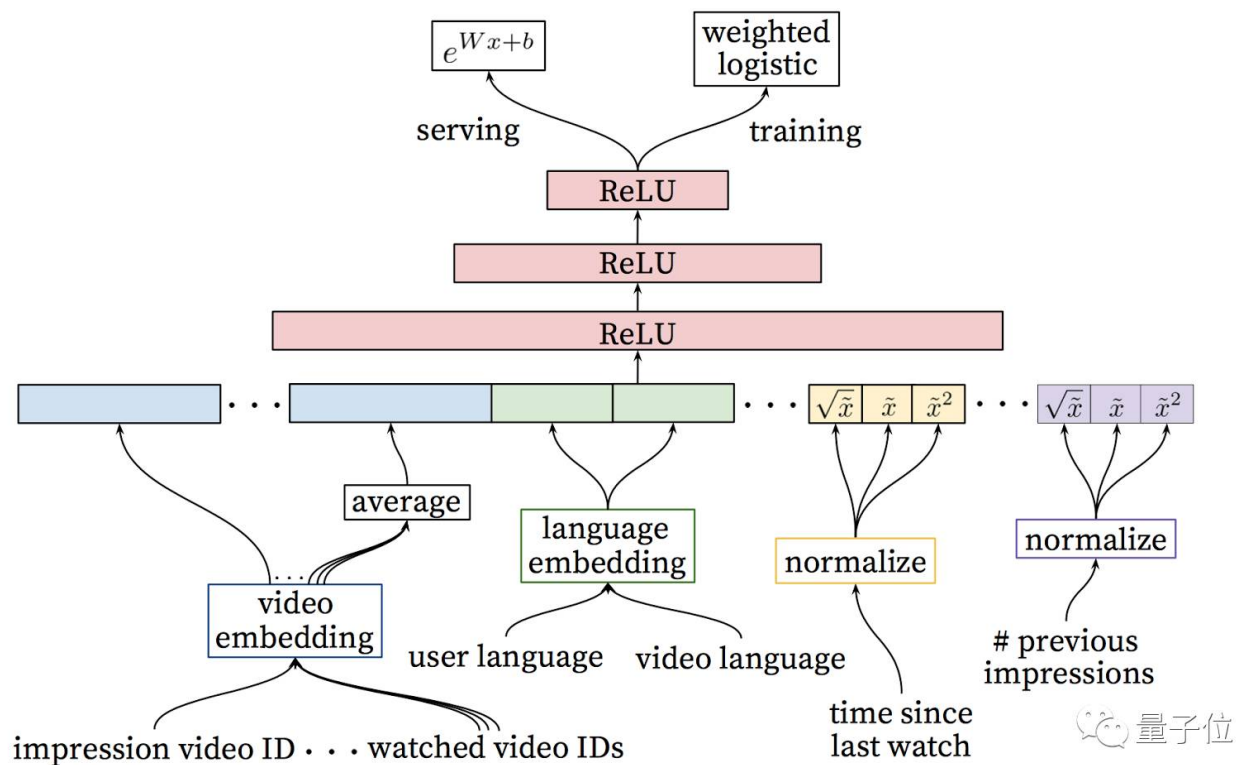 e^{Wx+b}
weighted
logistic
serving
training
ReLU
ReLU
ReLU
· · ·
· · ·
√x̃ x̃ x̃²
· · ·
√x̃ x̃ x̃²
average
language
embedding
normalize
normalize
· · ·
video
embedding
user language
video language
# previous
impressions
time since
last watch
impression video ID · · · watched video IDs
量子位